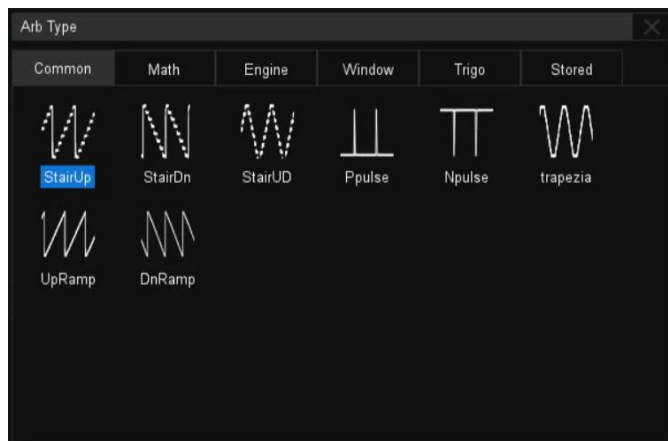 Arb Type
Common Math Engine Window Trigo Stored
StairUp StairDn StairUD Ppulse Npulse trapezia
UpRamp DnRamp